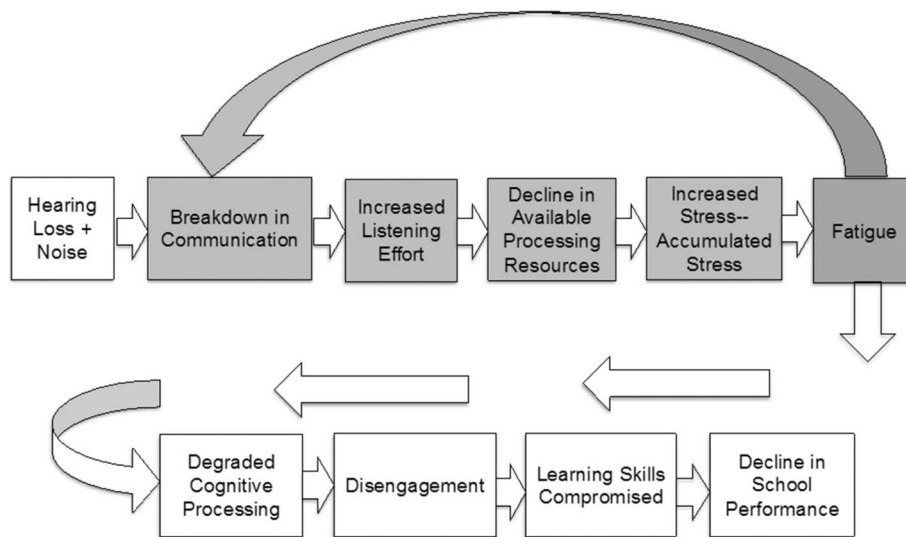 Hearing
Loss +
Noise
Breakdown in
Communication
Increased
Listening
Effort
Decline in
Available
Processing
Resources
Increased
Stress--
Accumulated
Stress
Fatigue
Degraded
Cognitive
Processing
Disengagement
Learning Skills
Compromised
Decline in
School
Performance